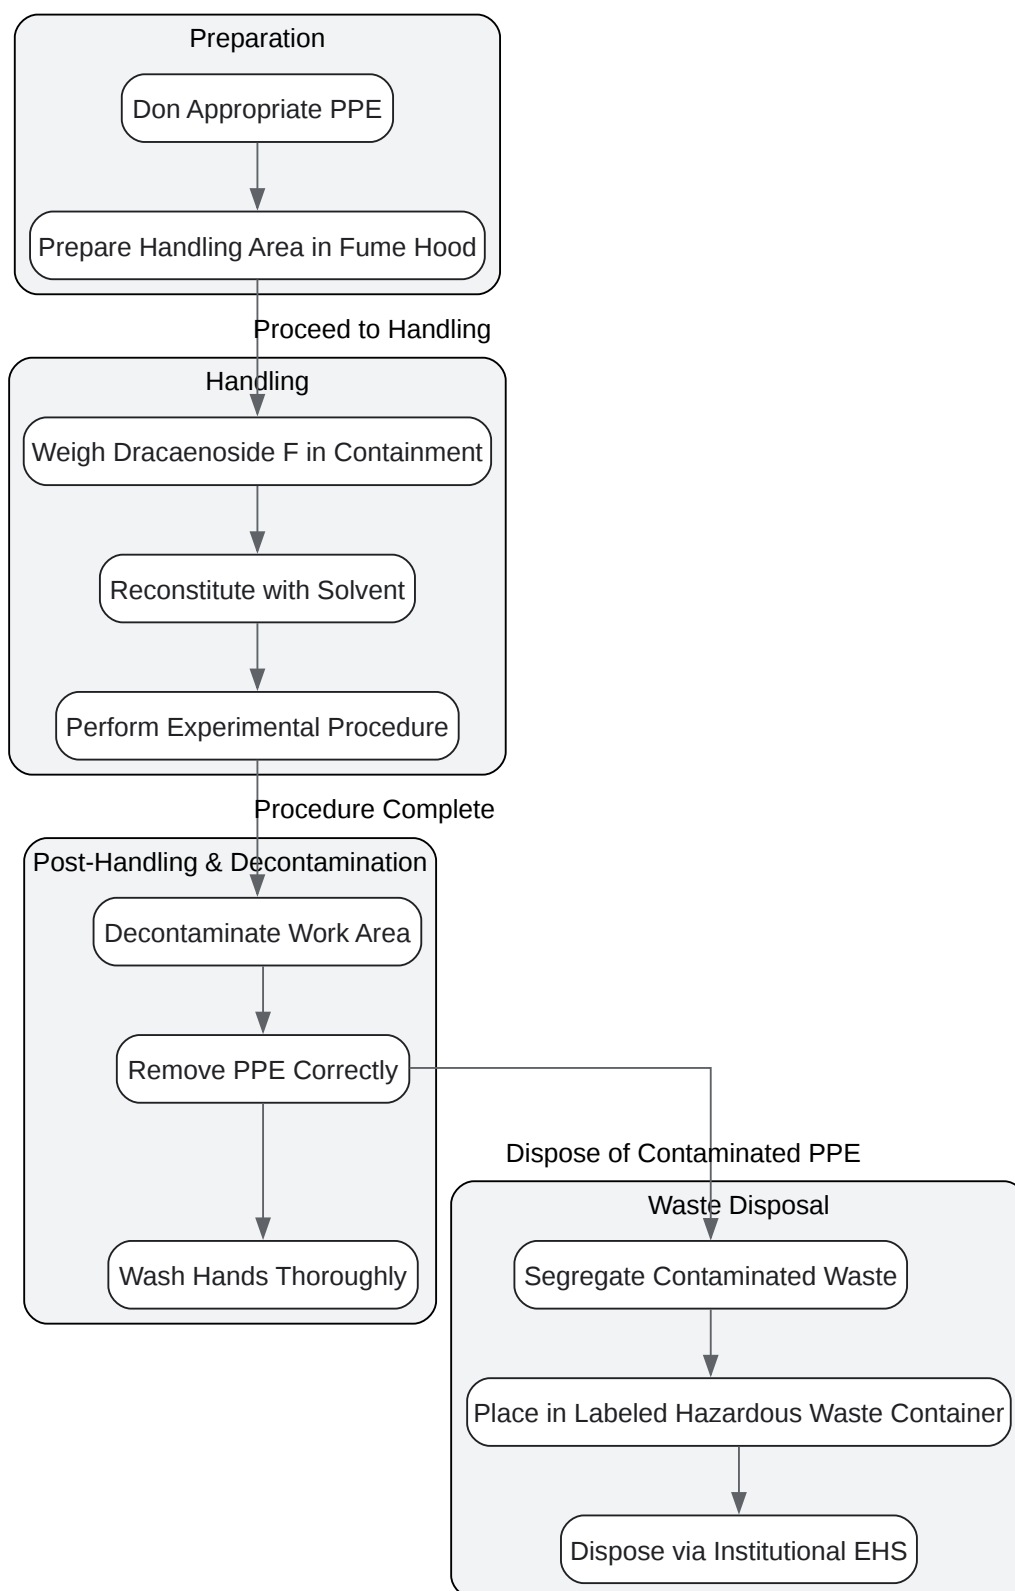 Preparation
Don Appropriate PPE
Prepare Handling Area in Fume Hood
Proceed to Handling
Handling
Weigh Dracaenoside F in Containment
Reconstitute with Solvent
Perform Experimental Procedure
Procedure Complete
Post-Handling & Decontamination
Decontaminate Work Area
Remove PPE Correctly
Wash Hands Thoroughly
Dispose of Contaminated PPE
Waste Disposal
Segregate Contaminated Waste
Place in Labeled Hazardous Waste Container
Dispose via Institutional EHS